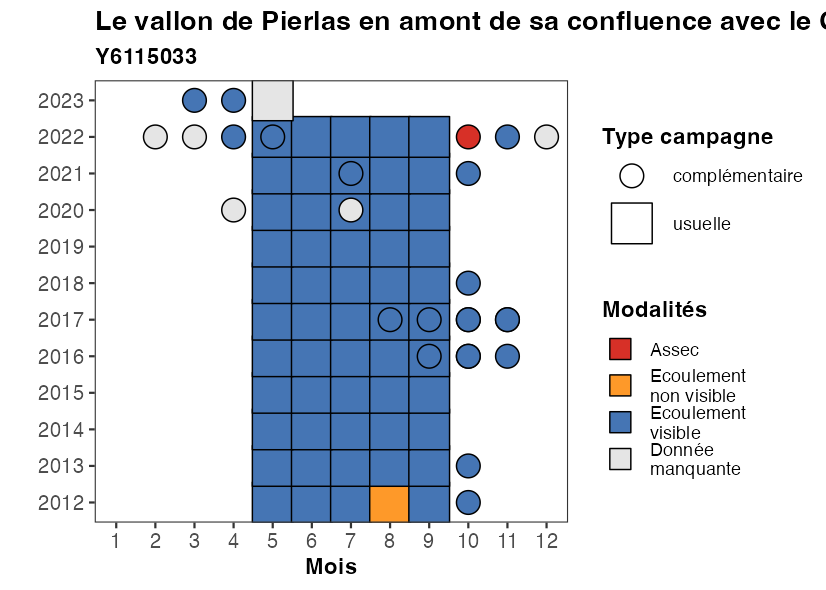 Le vallon de Pierlas en amont de sa confluence avec le
Y6115033
2023
2022
2021
2020
2019
2018
2017
2016
2015
2014
2013
2012
1 2 3 4 5 6 7 8 9 10 11 12
Mois
Type campagne
complémentaire
usuelle
Modalités
Assec
Ecoulement
non visible
Ecoulement
visible
Donnée
manquante